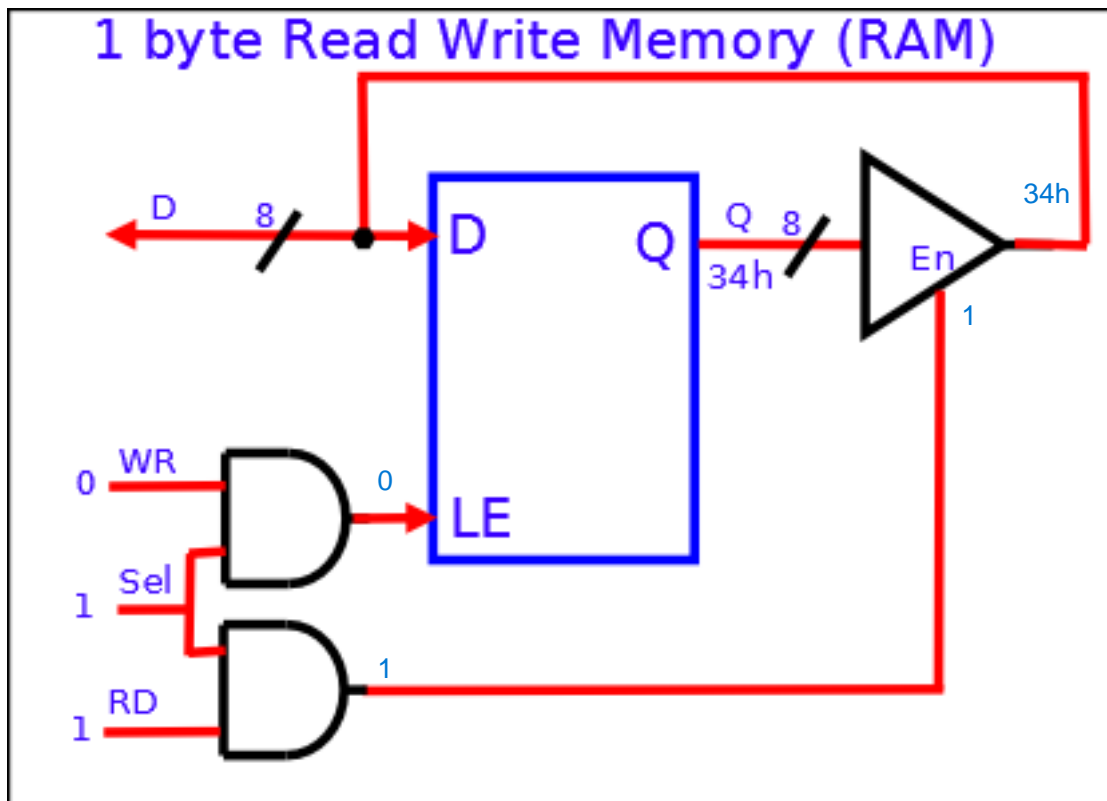 1 byte Read Write Memory (RAM)
34h
D
8
Q
8
D
Q
En
34h
1
WR
0
0
LE
Sel
1
1
RD
1